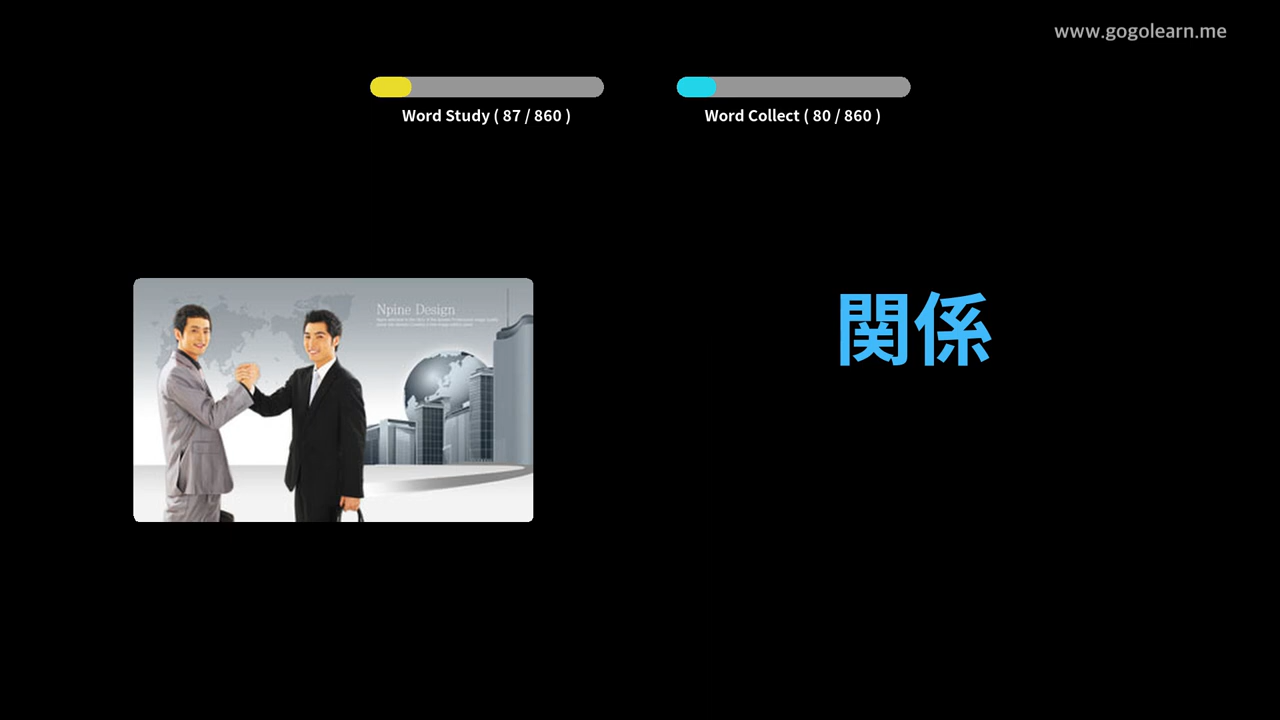 www.gogolearn.me
Word Study ( 87 / 860 )
Word Collect ( 80 / 860 )
Npine Design
関係